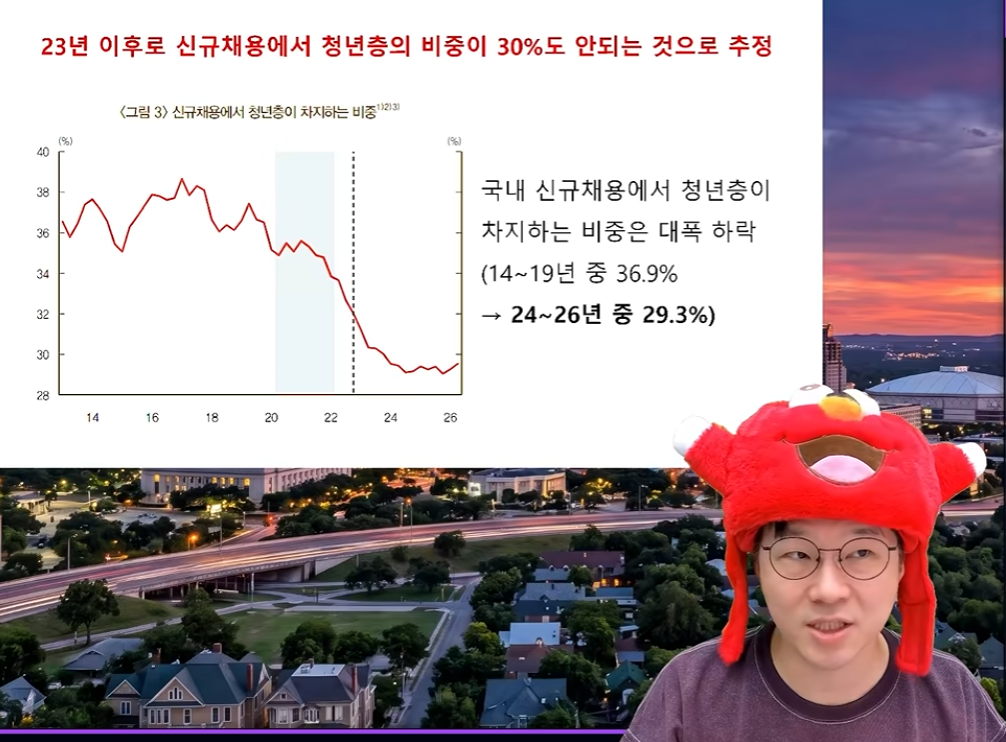 23년 이후로 신규채용에서 청년층의 비중이 30%도 안되는 것으로 추정
<그림 3> 신규채용에서 청년층이 차지하는 비중1)2)3)
(%)
(%)
40
38
36
34
32
30
28
14
16
18
20
22
24
26
국내 신규채용에서 청년층이
차지하는 비중은 대폭 하락
(14~19년 중 36.9%
→ 24~26년 중 29.3%)